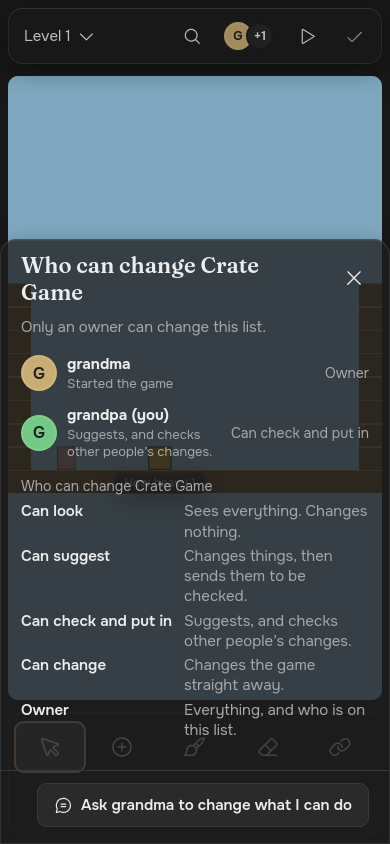 Level 1
G
+1
Who can change Crate
Game
Only an owner can change this list.
G
grandma
Started the game
Owner
G
grandpa (you)
Suggests, and checks
other people's changes.
Can check and put in
Who can change Crate Game
Can look
Sees everything. Changes
nothing.
Can suggest
Changes things, then
sends them to be
checked.
Can check and put in
Suggests, and checks
other people's changes.
Can change
Changes the game
straight away.
Owner
Everything, and who is on
this list.
Ask grandma to change what I can do